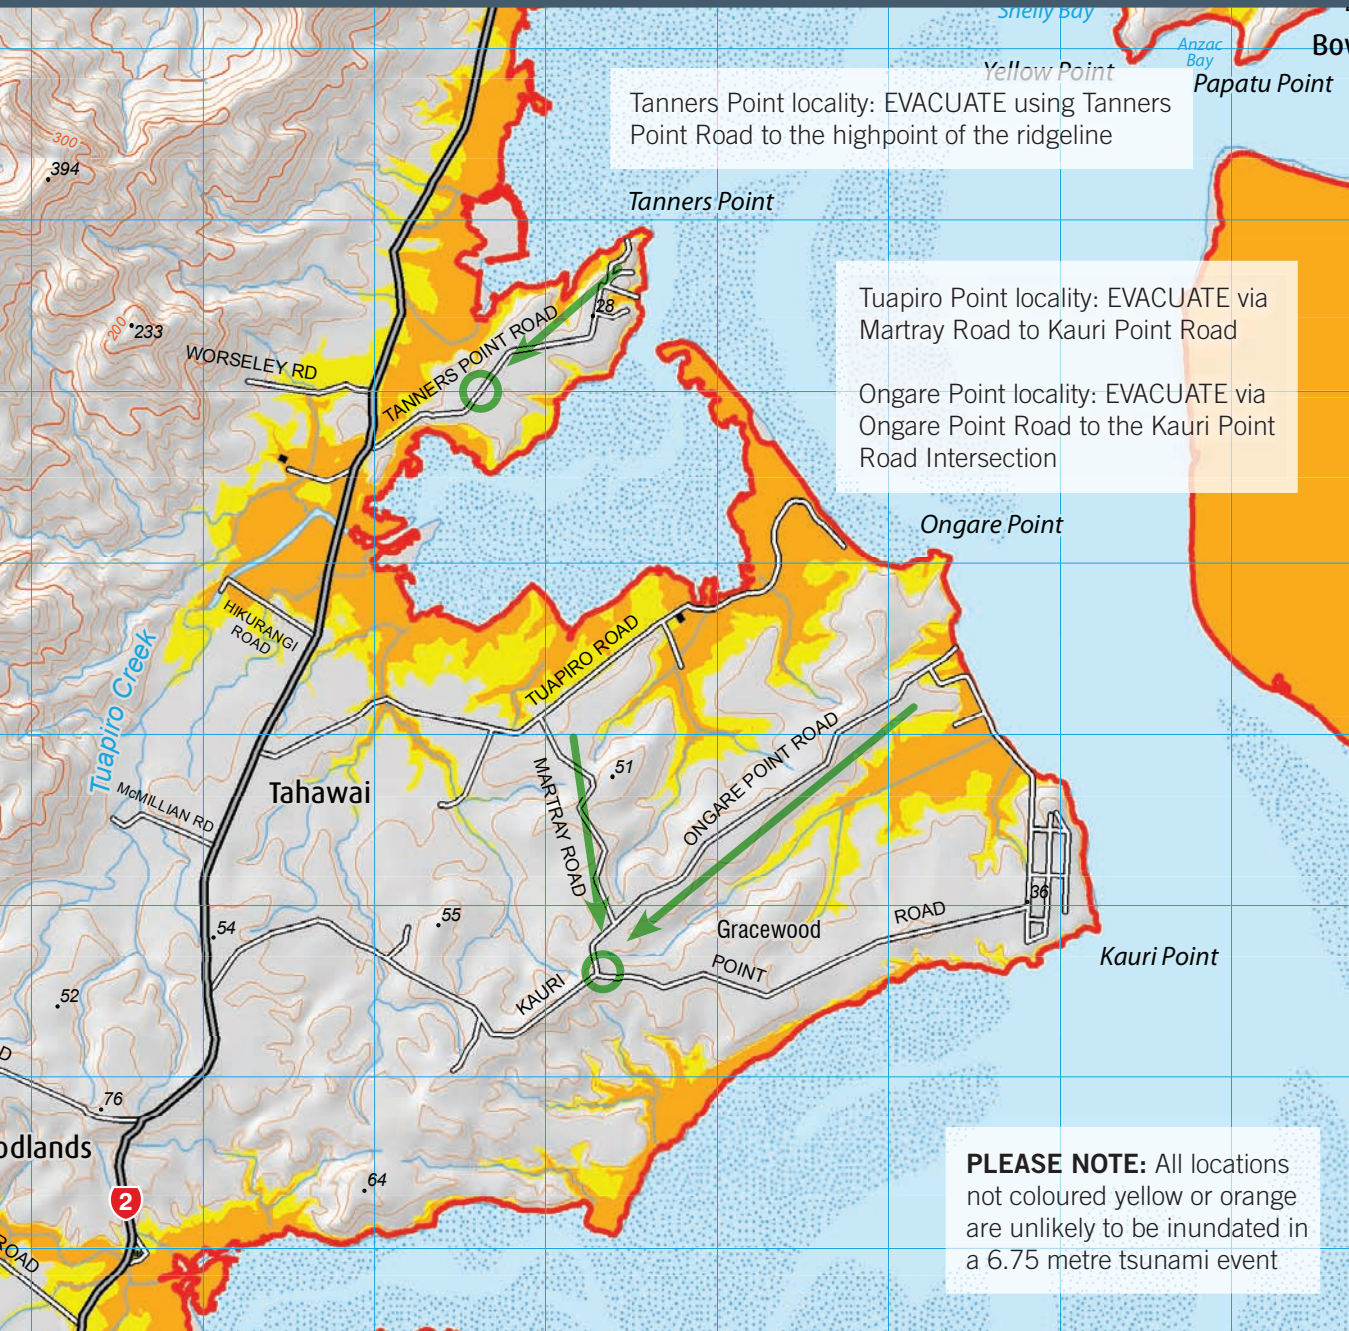 Shelly Bay
Anzac
Bay
Yellow Point
Papatu Point
Tanners Point locality: EVACUATE using Tanners
Point Road to the highpoint of the ridgeline
300
394
Tanners Point
Tuapiro Point locality: EVACUATE via
Martray Road to Kauri Point Road
Ongare Point locality: EVACUATE via
Ongare Point Road to the Kauri Point
Road Intersection
28
200
233
WORSELEY RD
TANNERS POINT ROAD
Ongare Point
HIKURANGI
ROAD
Tuapiro Creek
TUAPIRO ROAD
ONGARE POINT ROAD
MARTRAY ROAD
51
Tahawai
McMILLIAN RD
36
55
54
Gracewood
KAURI POINT ROAD
Kauri Point
52
76
odlands
64
2
ROAD
PLEASE NOTE: All locations
not coloured yellow or orange
are unlikely to be inundated in
a 6.75 metre tsunami event